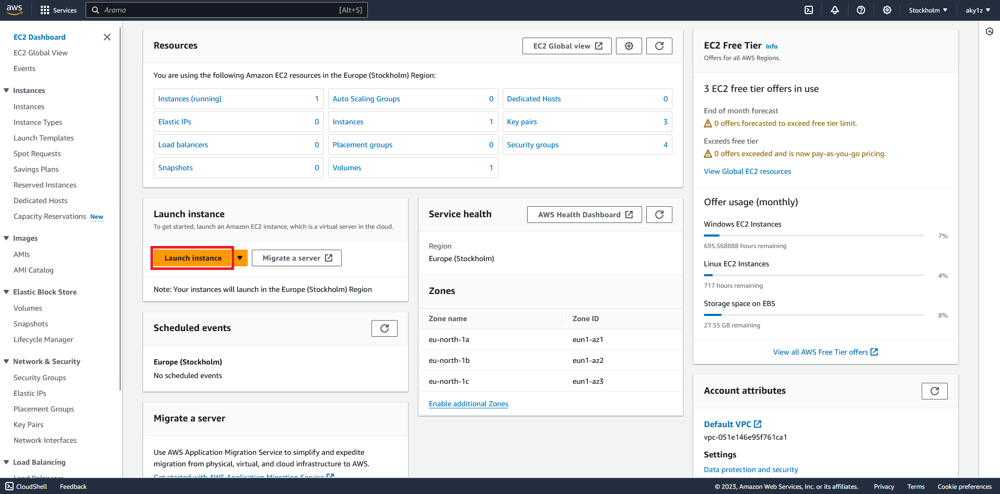 aws
Services
Arama
[Alt+S]
Stockholm
aky1z
EC2 Dashboard
EC2 Global View
Events
Instances
Instances
Instance Types
Launch Templates
Spot Requests
Savings Plans
Reserved Instances
Dedicated Hosts
Capacity Reservations New
Images
AMIs
AMI Catalog
Elastic Block Store
Volumes
Snapshots
Lifecycle Manager
Network & Security
Security Groups
Elastic IPs
Placement Groups
Key Pairs
Network Interfaces
Load Balancing
Load Balancers
Resources
EC2 Global view
You are using the following Amazon EC2 resources in the Europe (Stockholm) Region:
Instances (running) 1
Auto Scaling Groups 0
Dedicated Hosts 0
Elastic IPs 0
Instances 1
Key pairs 3
Load balancers 0
Placement groups 0
Security groups 4
Snapshots 0
Volumes 1
Launch instance
To get started, launch an Amazon EC2 instance, which is a virtual server in the cloud.
Launch instance
Migrate a server
Note: Your instances will launch in the Europe (Stockholm) Region
Scheduled events
Europe (Stockholm)
No scheduled events
Migrate a server
Use AWS Application Migration Service to simplify and expedite
migration from physical, virtual, and cloud infrastructure to AWS.
Get started with AWS Application Migration Service
Service health
AWS Health Dashboard
Region
Europe (Stockholm)
Zones
Zone name Zone ID
eu-north-1a eun1-az1
eu-north-1b eun1-az2
eu-north-1c eun1-az3
Enable additional Zones
EC2 Free Tier Info
Offers for all AWS Regions.
3 EC2 free tier offers in use
End of month forecast
0 offers forecasted to exceed free tier limit.
Exceeds free tier
0 offers exceeded and is now pay-as-you-go pricing.
View Global EC2 resources
Offer usage (monthly)
Windows EC2 Instances
7%
695.568888 hours remaining
Linux EC2 Instances
4%
717 hours remaining
Storage space on EBS
8%
27.55 GB remaining
View all AWS Free Tier offers
Account attributes
Default VPC
vpc-051e146e95f761ca1
Settings
Data protection and security
CloudShell
Feedback
© 2023, Amazon Web Services, Inc. or its affiliates.
Privacy
Terms
Cookie preferences